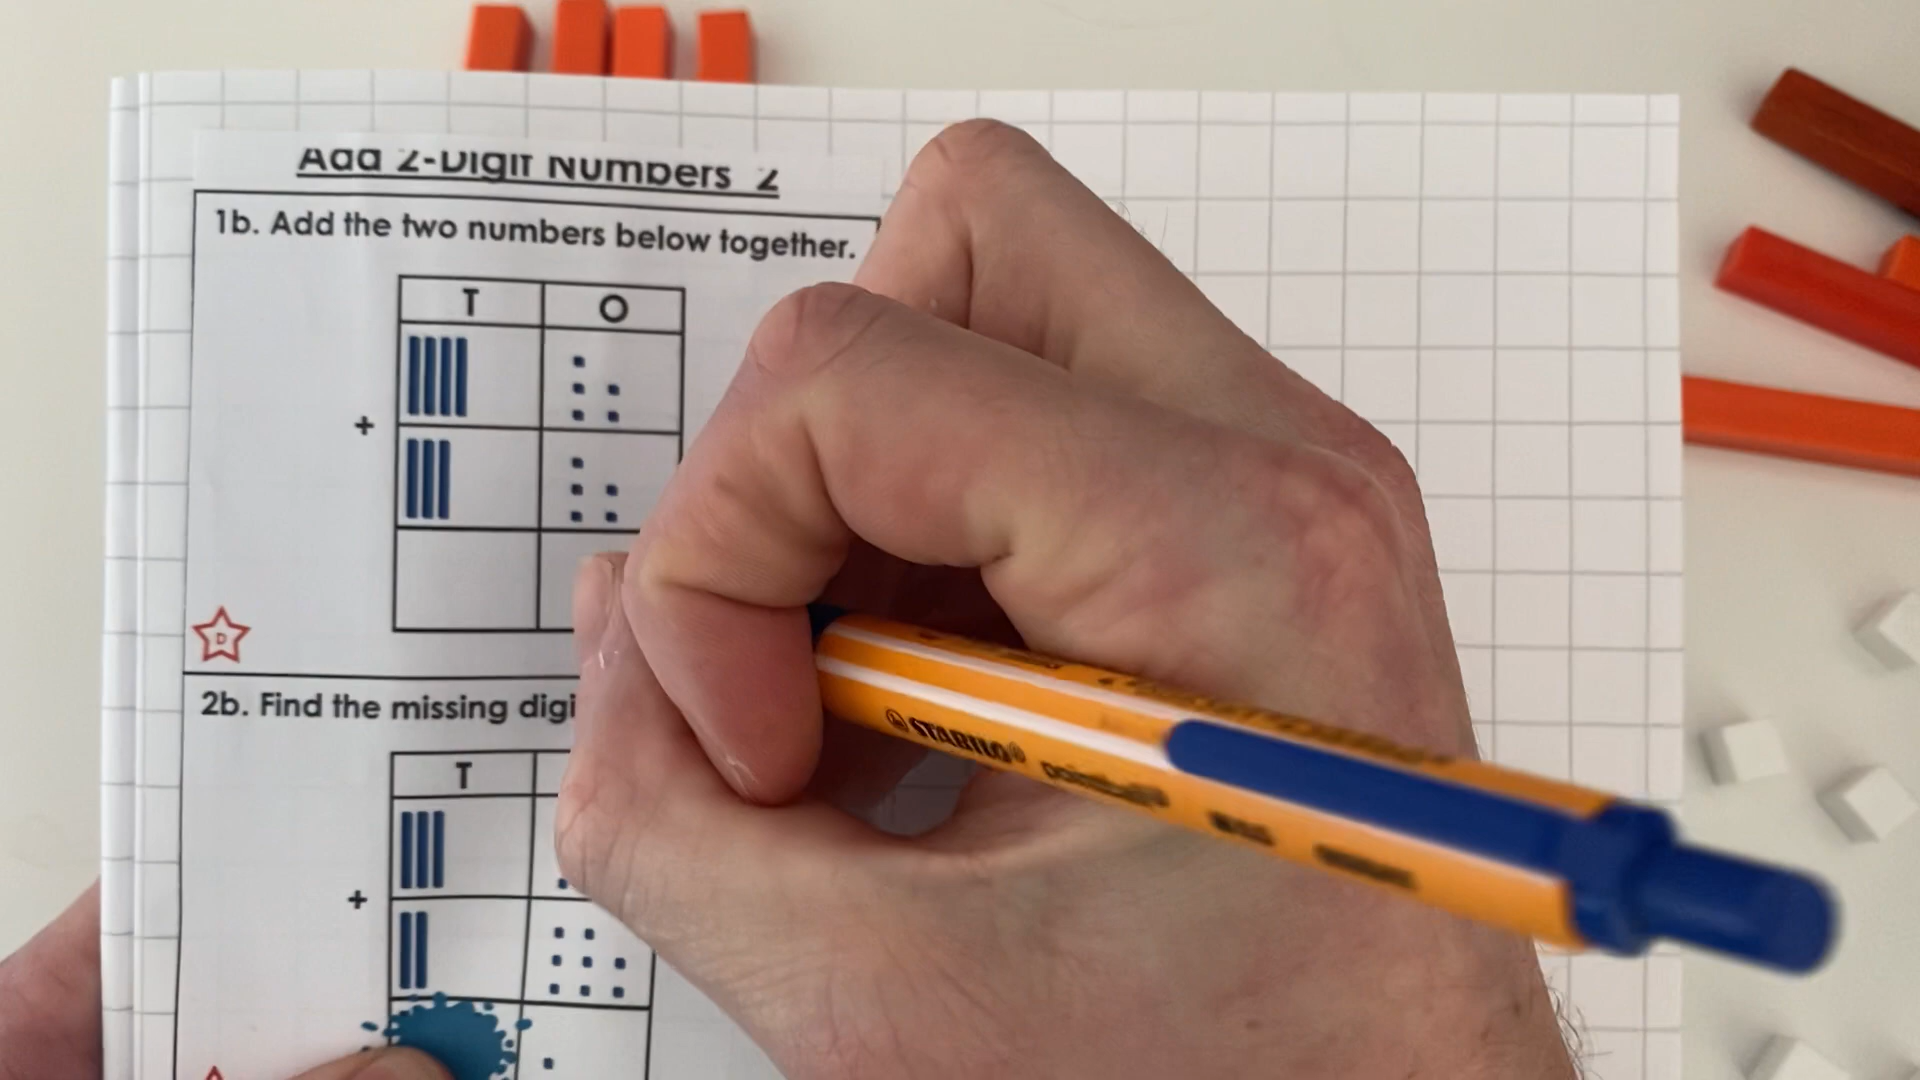 Add 2-Digit Numbers 2
1b. Add the two numbers below together.
T O
+
D
2b. Find the missing digi
T
+
STABILO®